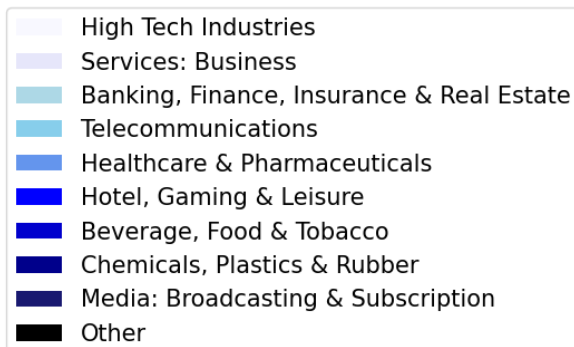 High Tech Industries
Services: Business
Banking, Finance, Insurance & Real Estate
Telecommunications
Healthcare & Pharmaceuticals
Hotel, Gaming & Leisure
Beverage, Food & Tobacco
Chemicals, Plastics & Rubber
Media: Broadcasting & Subscription
Other